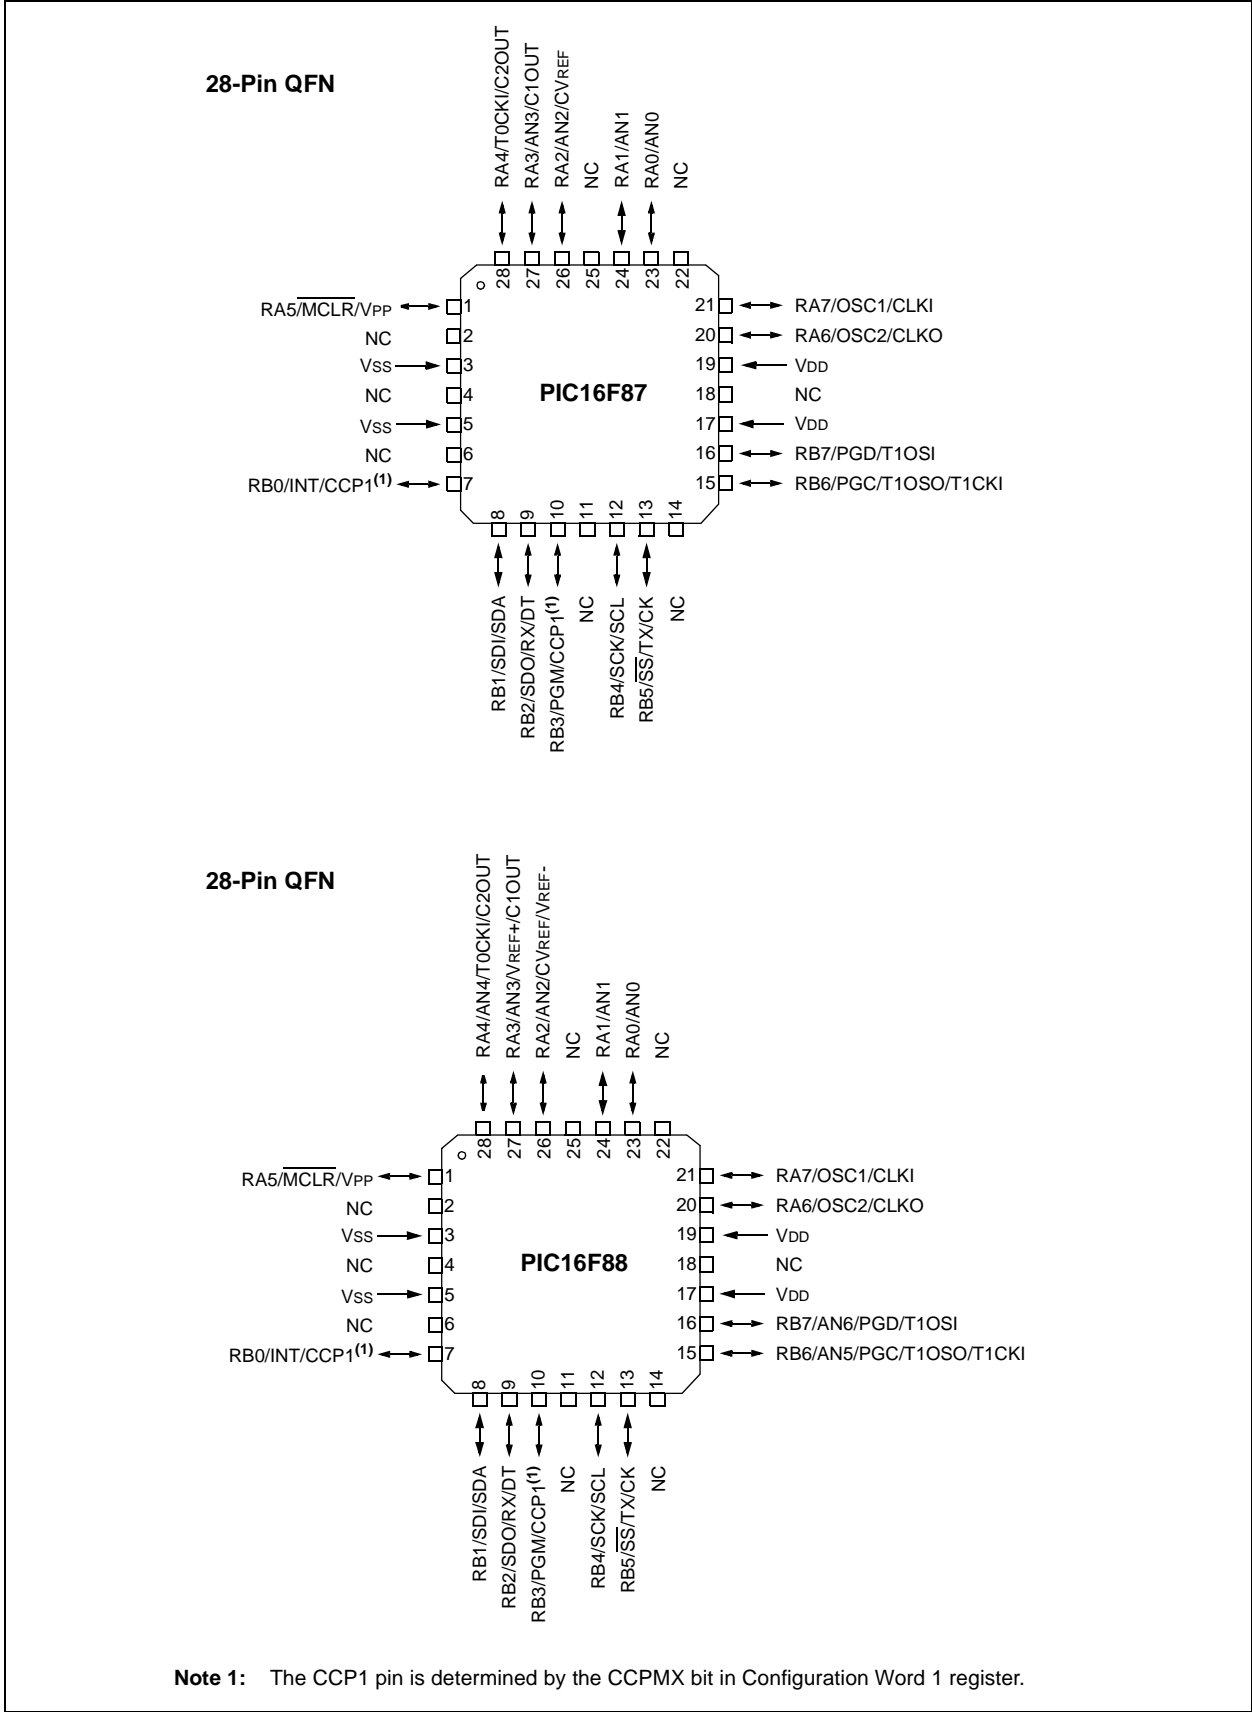 28-Pin QFN
RA4/T0CKI/C2OUT
RA3/AN3/C1OUT
RA2/AN2/CVREF
NC
RA1/AN1
RA0/AN0
NC
28
27
26
25
24
23
22
RA5/MCLR/VPP
1
NC
2
VSS
3
NC
4
VSS
5
NC
6
RB0/INT/CCP1(1)
7
PIC16F87
21
RA7/OSC1/CLKI
20
RA6/OSC2/CLKO
19
VDD
18
NC
17
VDD
16
RB7/PGD/T1OSI
15
RB6/PGC/T1OSO/T1CKI
8
9
10
11
12
13
14
RB1/SDI/SDA
RB2/SDO/RX/DT
RB3/PGM/CCP1(1)
NC
RB4/SCK/SCL
RB5/SS/TX/CK
NC
28-Pin QFN
RA4/AN4/T0CKI/C2OUT
RA3/AN3/VREF+/C1OUT
RA2/AN2/CVREF/VREF-
NC
RA1/AN1
RA0/AN0
NC
28
27
26
25
24
23
22
RA5/MCLR/VPP
1
NC
2
VSS
3
NC
4
VSS
5
NC
6
RB0/INT/CCP1(1)
7
PIC16F88
21
RA7/OSC1/CLKI
20
RA6/OSC2/CLKO
19
VDD
18
NC
17
VDD
16
RB7/AN6/PGD/T1OSI
15
RB6/AN5/PGC/T1OSO/T1CKI
8
9
10
11
12
13
14
RB1/SDI/SDA
RB2/SDO/RX/DT
RB3/PGM/CCP1(1)
NC
RB4/SCK/SCL
RB5/SS/TX/CK
NC
Note 1: The CCP1 pin is determined by the CCPMX bit in Configuration Word 1 register.